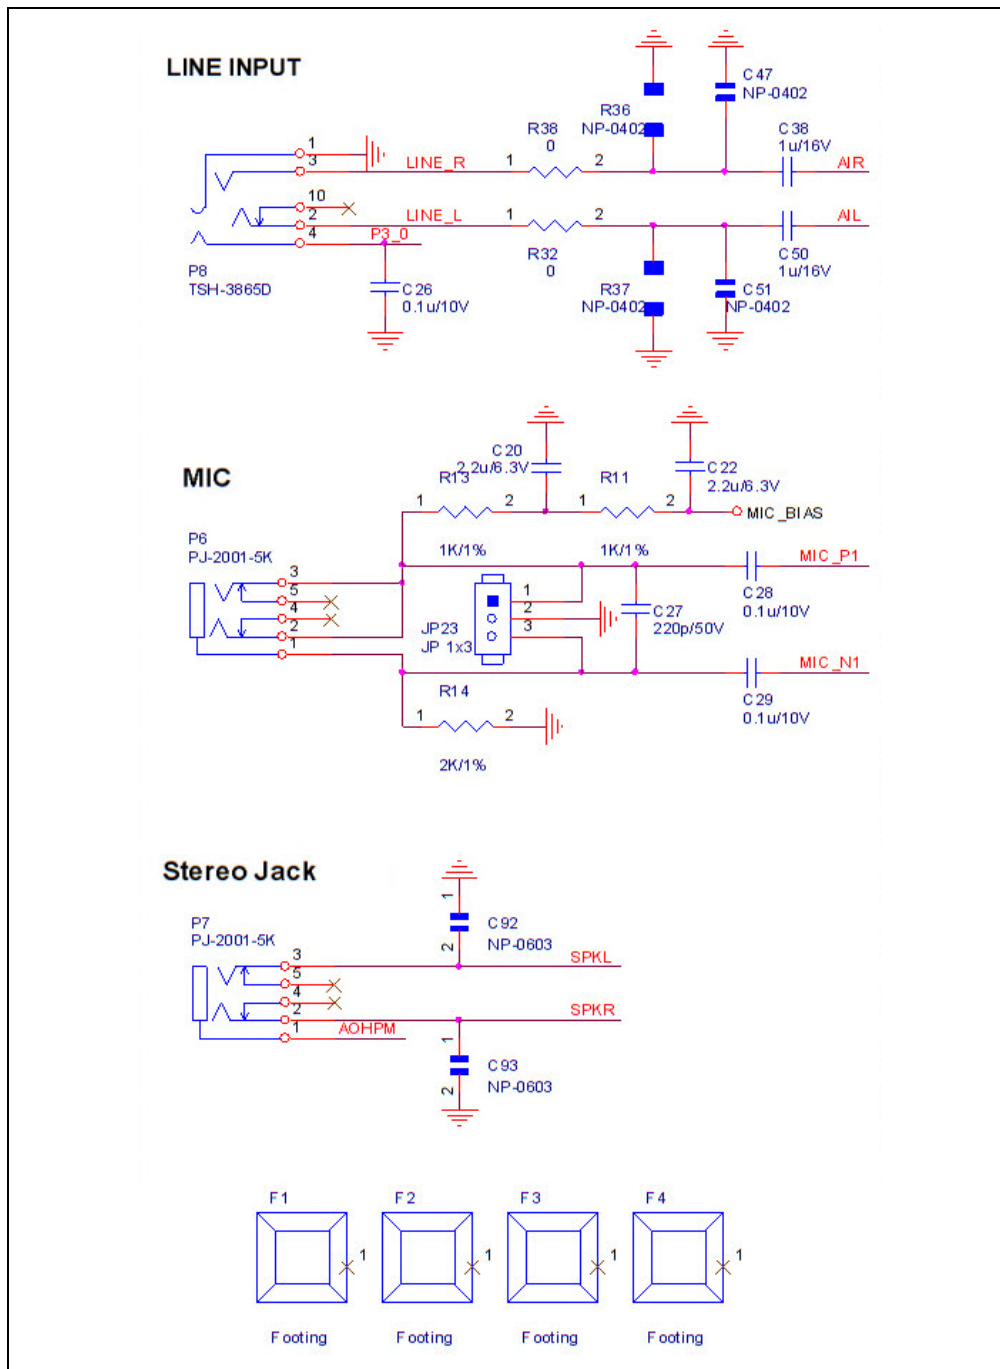 LINE INPUT
C47
NP-0402
R36
NP-0402
R38
0
C38
1u/16V
1
3
LINE_R
1
2
AIR
10
2
LINE_L
1
2
AIL
4
P3_0
R32
0
C50
1u/16V
P8
TSH-3865D
C26
0.1u/10V
R37
NP-0402
C51
NP-0402
MIC
C20
2.2u/6.3V
C22
2.2u/6.3V
R13
R11
1
2
1
2
MIC_BIAS
P6
PJ-2001-5K
1K/1%
1K/1%
MIC_P1
3
5
4
2
1
1
2
3
C28
0.1u/10V
C27
220p/50V
JP23
JP 1x3
MIC_N1
R14
C29
0.1u/10V
1
2
2K/1%
Stereo Jack
1
P7
PJ-2001-5K
C92
NP-0603
2
3
SPKL
5
4
2
SPKR
1
AOHPM
1
C93
NP-0603
2
F1
F2
F3
F4
1
1
1
1
Footing
Footing
Footing
Footing